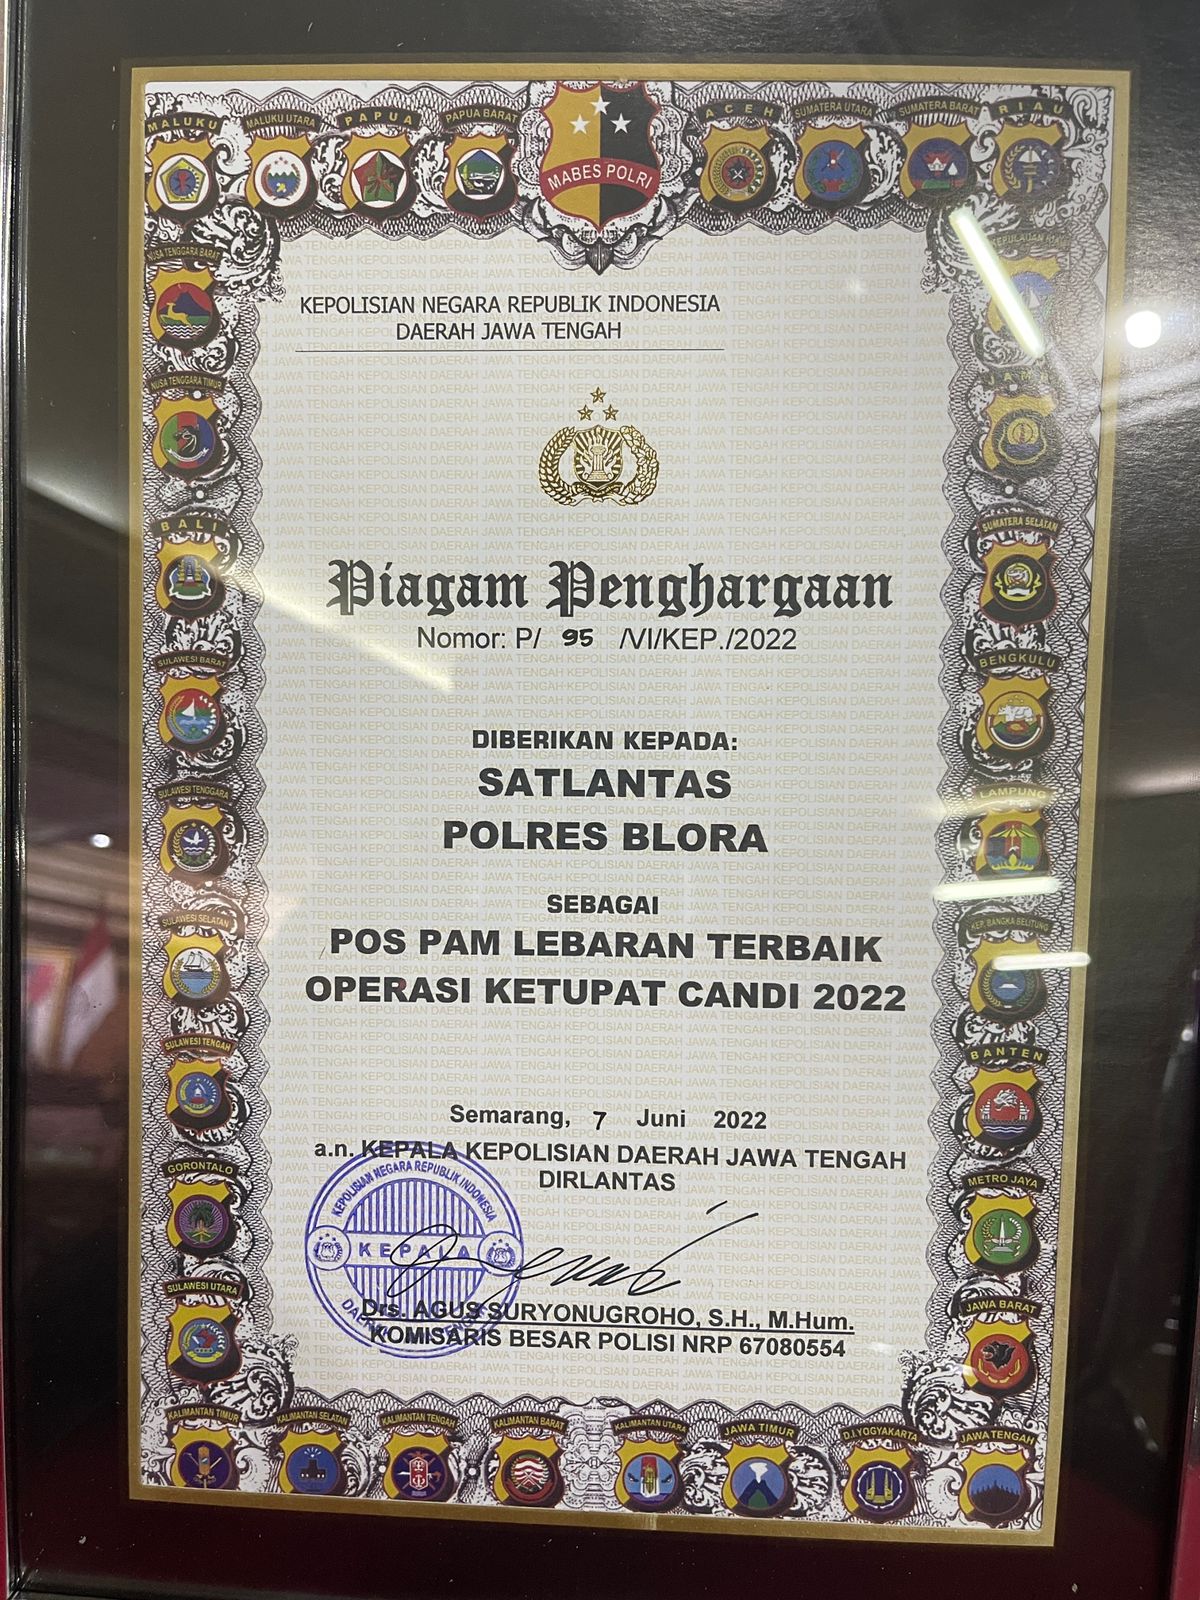 MALUKU
MALUKU UTARA
PAPUA
PAPUA BARAT
MABES POLRI
ACEH
SUMATERA UTARA
SUMATERA BARAT
RIAU
NUSA TENGGARA BARAT
NUSA TENGGARA TIMUR
BALI
SULAWESI BARAT
SULAWESI TENGGARA
SULAWESI SELATAN
SULAWESI TENGAH
GORONTALO
SULAWESI UTARA
KEPOLISIAN NEGARA REPUBLIK INDONESIA
DAERAH JAWA TENGAH
Piagam Penghargaan
Nomor: P/ 95 /VI/KEP./2022
DIBERIKAN KEPADA:
SATLANTAS
POLRES BLORA
SEBAGAI
POS PAM LEBARAN TERBAIK
OPERASI KETUPAT CANDI 2022
Semarang, 7 Juni 2022
a.n. KEPALA KEPOLISIAN DAERAH JAWA TENGAH
DIRLANTAS
KEPOLISIAN NEGARA REPUBLIK INDONESIA
KEPALA
Drs. AGUS SURYONUGROHO, S.H., M.Hum.
KOMISARIS BESAR POLISI NRP 67080554
SUMATERA SELATAN
BENGKULU
LAMPUNG
KEP. BANGKA BELITUNG
BANTEN
METRO JAYA
JAWA BARAT
KALIMANTAN TIMUR
KALIMANTAN SELATAN
KALIMANTAN TENGAH
KALIMANTAN BARAT
KALIMANTAN UTARA
JAWA TIMUR
D.I. YOGYAKARTA
JAWA TENGAH